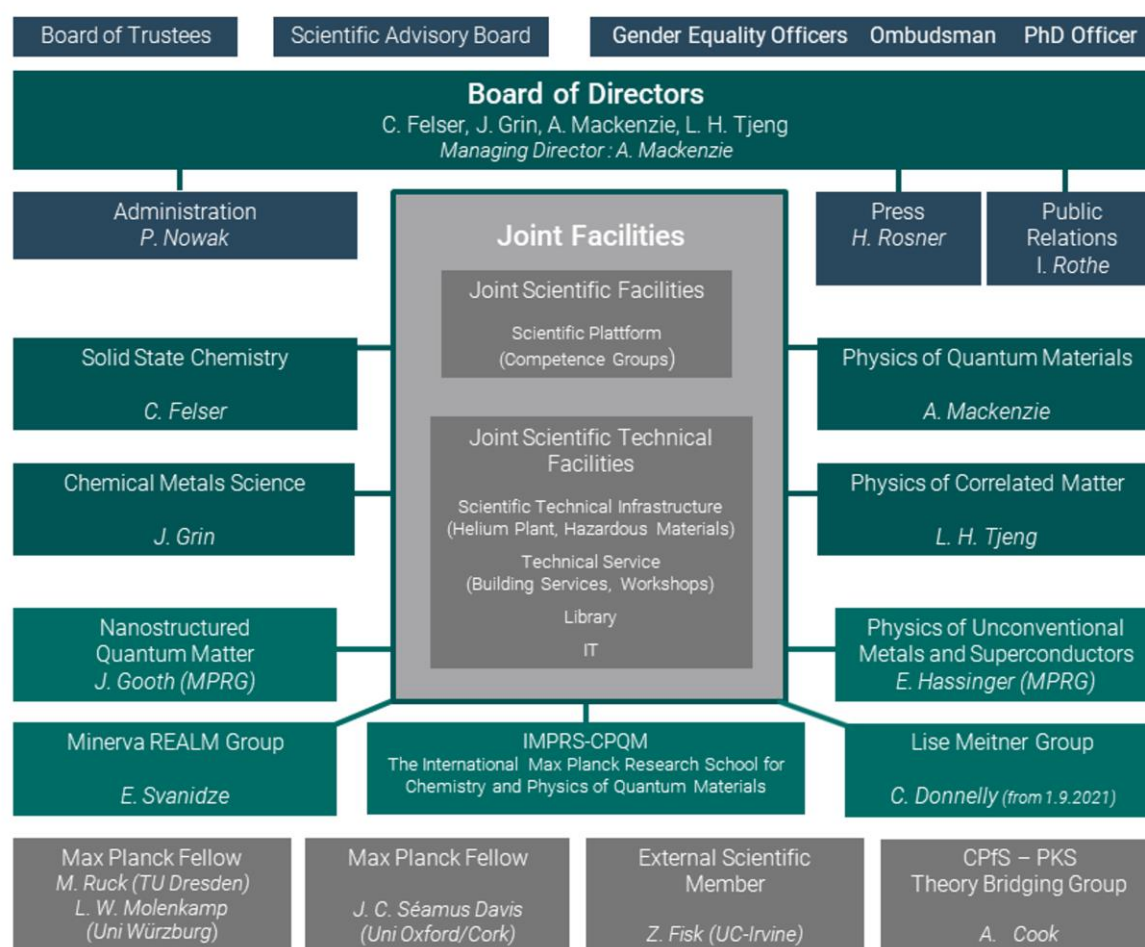 Board of Trustees
Scientific Advisory Board
Gender Equality Officers Ombudsman PhD Officer
Board of Directors
C. Felser, J. Grin, A. Mackenzie, L. H. Tjeng
Managing Director : A. Mackenzie
Administration
P. Nowak
Press
H. Rosner
Public
Relations
I. Rothe
Joint Facilities
Joint Scientific Facilities
Scientific Plattform
(Competence Groups)
Joint Scientific Technical
Facilities
Scientific Technical Infrastructure
(Helium Plant, Hazardous Materials)
Technical Service
(Building Services, Workshops)
Library
IT
Solid State Chemistry
C. Felser
Physics of Quantum Materials
A. Mackenzie
Chemical Metals Science
J. Grin
Physics of Correlated Matter
L. H. Tjeng
Nanostructured
Quantum Matter
J. Gooth (MPRG)
Physics of Unconventional
Metals and Superconductors
E. Hassinger (MPRG)
Minerva REALM Group
E. Svanidze
IMPRS-CPQM
The International Max Planck Research School for
Chemistry and Physics of Quantum Materials
Lise Meitner Group
C. Donnelly (from 1.9.2021)
Max Planck Fellow
M. Ruck (TU Dresden)
L. W. Molenkamp
(Uni Würzburg)
Max Planck Fellow
J. C. Séamus Davis
(Uni Oxford/Cork)
External Scientific
Member
Z. Fisk (UC-Irvine)
CPfS – PKS
Theory Bridging Group
A. Cook